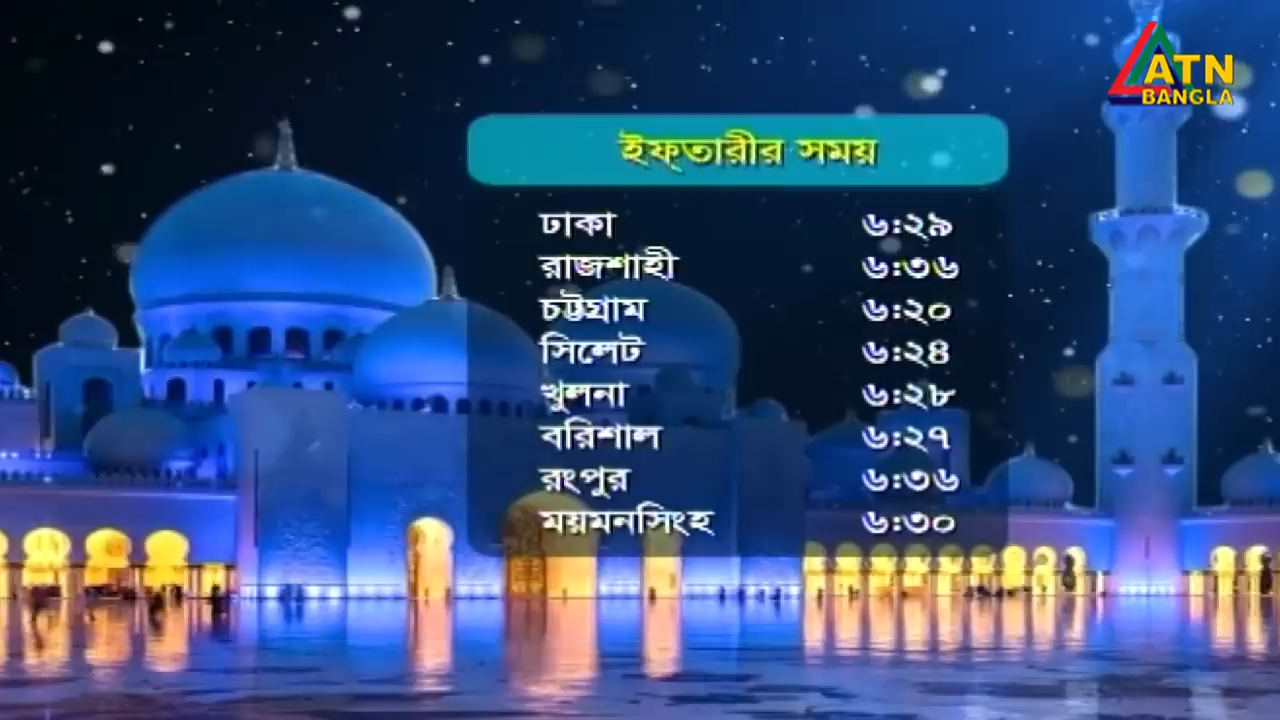 ATN
BANGLA
ইফ্তারীর সময়
ঢাকা ৬:২৯
রাজশাহী ৬:৩৬
চট্টগ্রাম ৬:২০
সিলেট ৬:২৪
খুলনা ৬:২৮
বরিশাল ৬:২৭
রংপুর ৬:৩৬
ময়মনসিংহ ৬:৩০